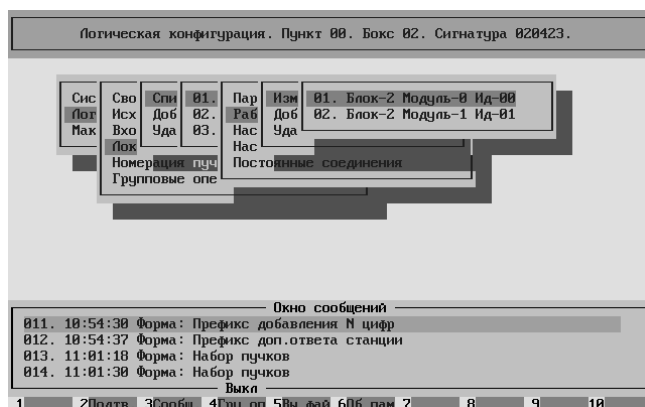 Логическая конфигурация. Пункт 00. Бокс 02. Сигнатура 020423.
Сис Сво Спи 01. Пар Изм 01. Блок-2 Модуль-0 Ид-00
Лог Исх Доб 02. Раб Доб 02. Блок-2 Модуль-1 Ид-01
Мак Вхо Уда 03. Нас Уда
Лок Нас
Номерация пуч Постоянные соединения
Групповые опе
Окно сообщений
011. 10:54:30 Форма: Префикс добавления N цифр
012. 10:54:37 Форма: Префикс доп.ответа станции
013. 11:01:18 Форма: Набор пучков
014. 11:01:30 Форма: Набор пучков
Выкл
1 2Подтв 3Сообщ 4Гру оп 5Вы фай 6Об пам 7 8 9 10